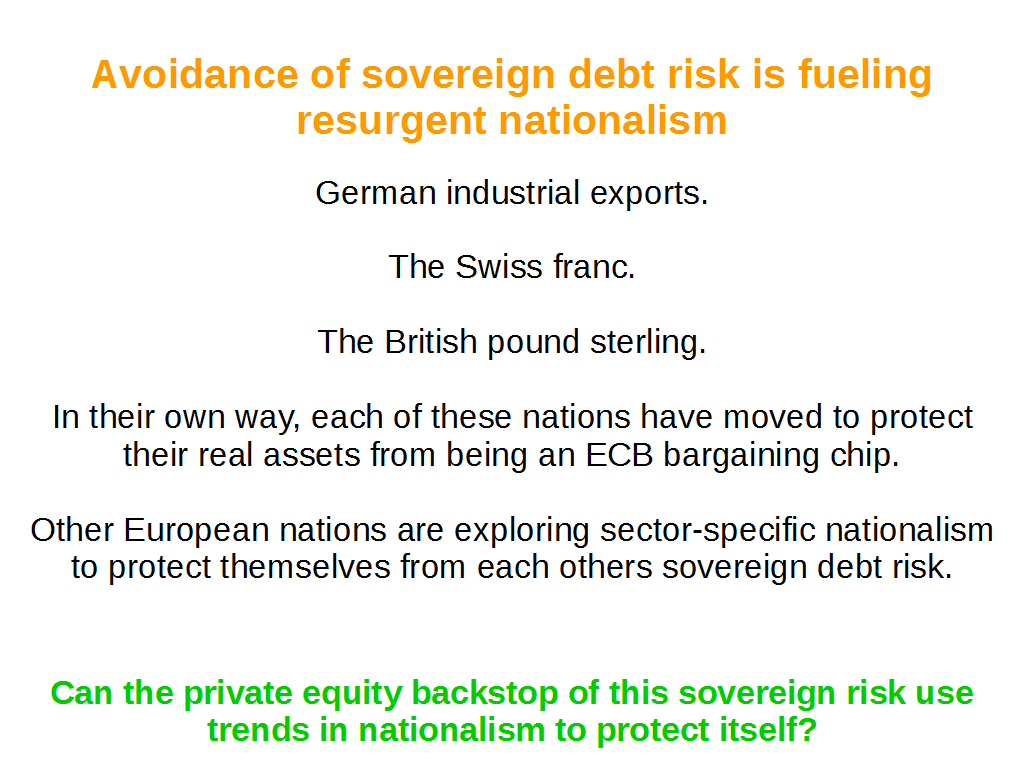 Avoidance of sovereign debt risk is fueling
resurgent nationalism
German industrial exports.
The Swiss franc.
The British pound sterling.
In their own way, each of these nations have moved to protect
their real assets from being an ECB bargaining chip.
Other European nations are exploring sector-specific nationalism
to protect themselves from each others sovereign debt risk.
Can the private equity backstop of this sovereign risk use
trends in nationalism to protect itself?